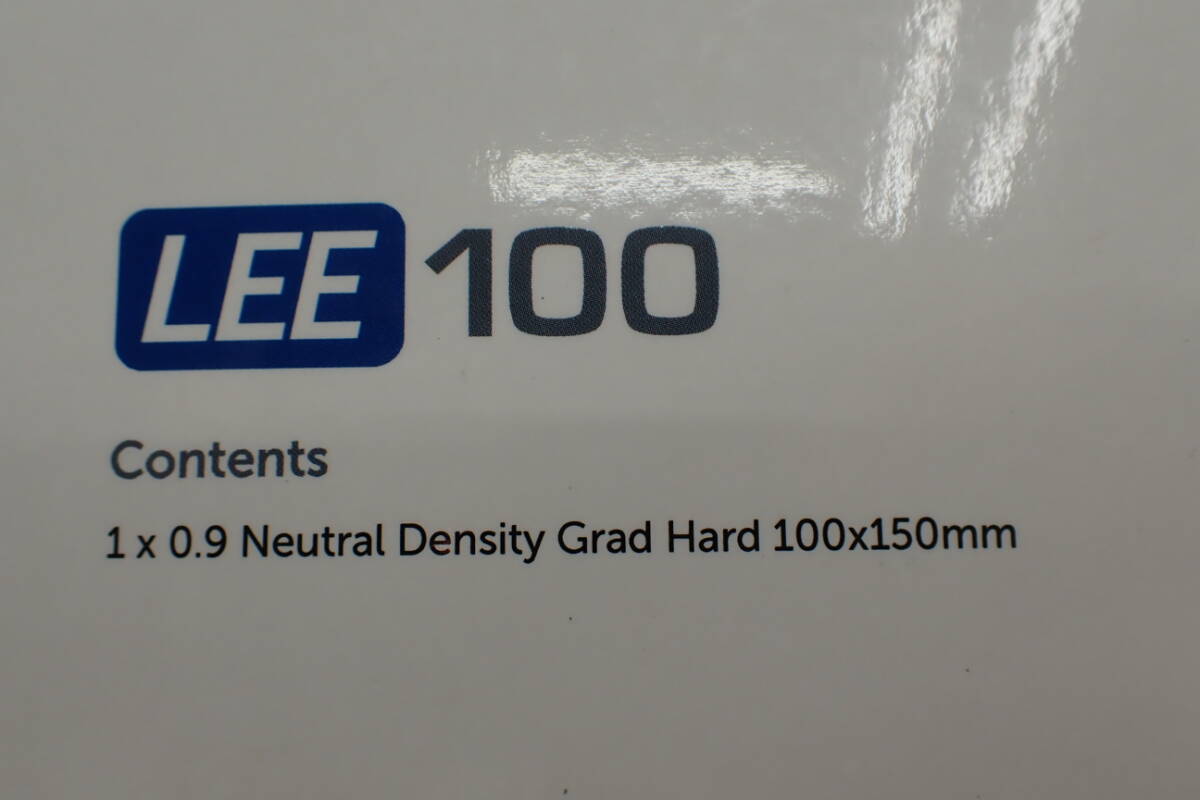 LEE 100
Contents
1 x 0.9 Neutral Density Grad Hard 100x150mm